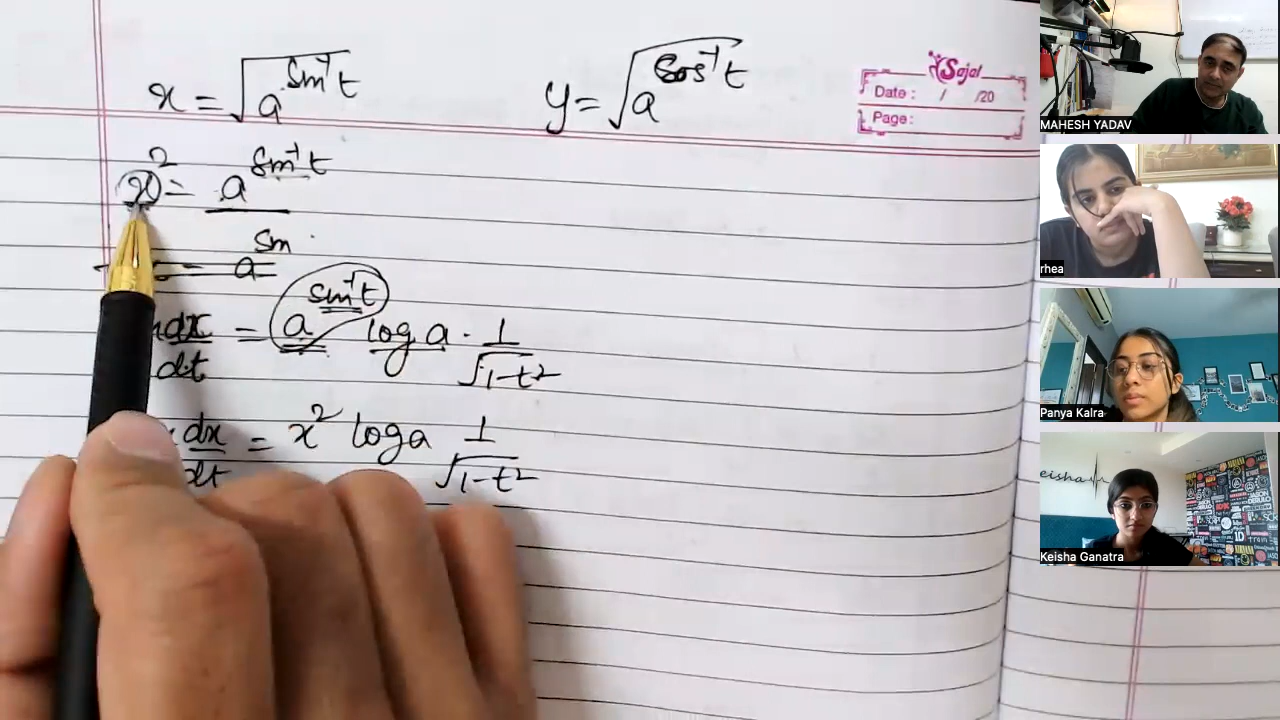 x = √a^sin⁻¹t
y = √a^cos⁻¹t
Sajal
Date : / /20
Page :
x² = a^sin⁻¹t
= a^sin
dx/dt = a^sin⁻¹t log a · 1/√1-t²
dx/dt = x² log a 1/√1-t²
MAHESH YADAV
rhea
Panya Kalra
Keisha Ganatra